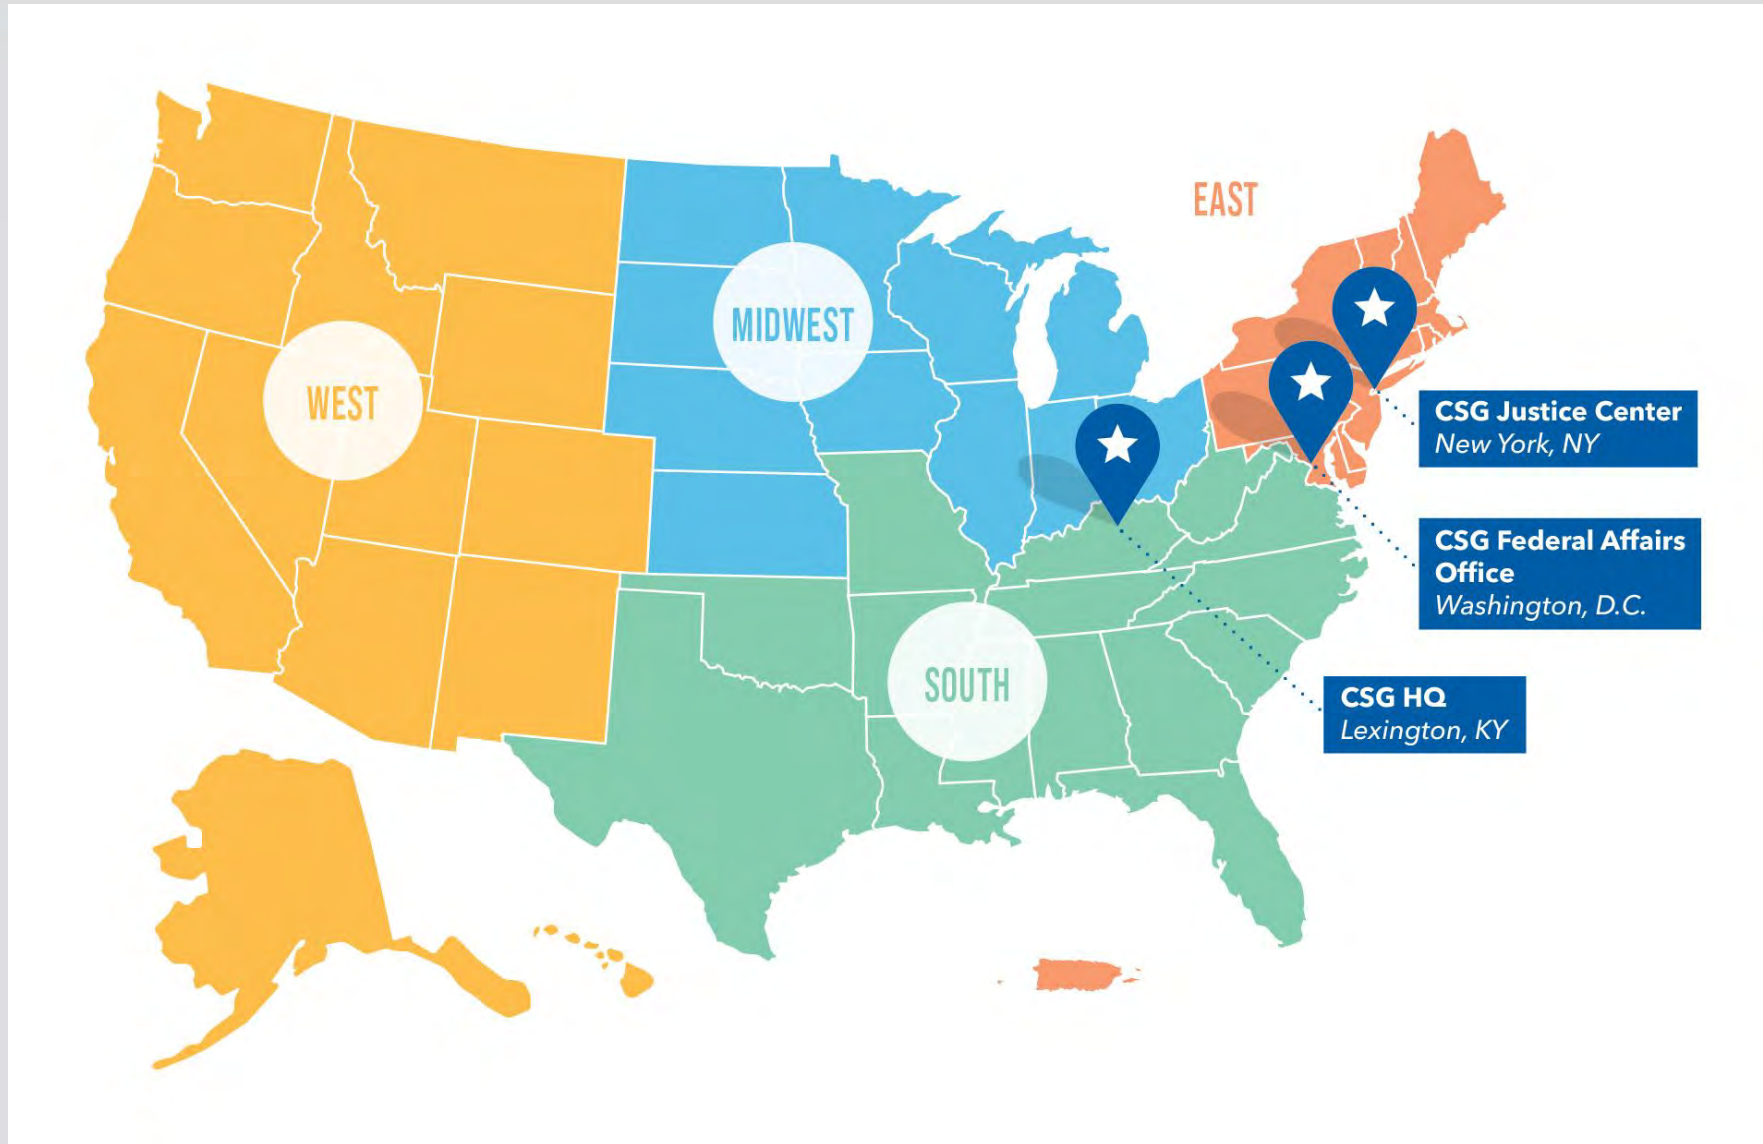 EAST
MIDWEST
WEST
SOUTH
CSG Justice Center
New York, NY
CSG Federal Affairs
Office
Washington, D.C.
CSG HQ
Lexington, KY